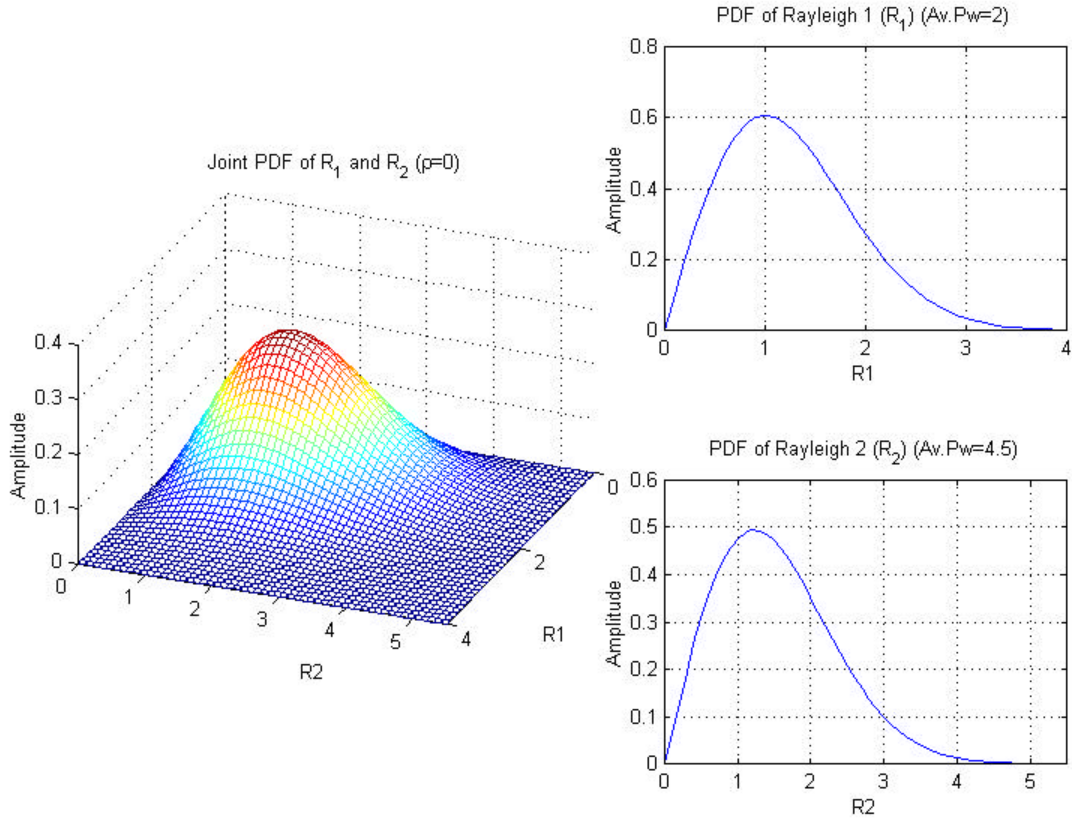 Joint PDF of R₁ and R₂ (ρ=0)
Amplitude
0.4
0.3
0.2
0.1
0
0
1
2
3
4
5
R2
0
2
4
R1
PDF of Rayleigh 1 (R₁) (Av.Pw=2)
Amplitude
0.8
0.6
0.4
0.2
0
0 1 2 3 4
R1
PDF of Rayleigh 2 (R₂) (Av.Pw=4.5)
Amplitude
0.6
0.5
0.4
0.3
0.2
0.1
0
0 1 2 3 4 5
R2